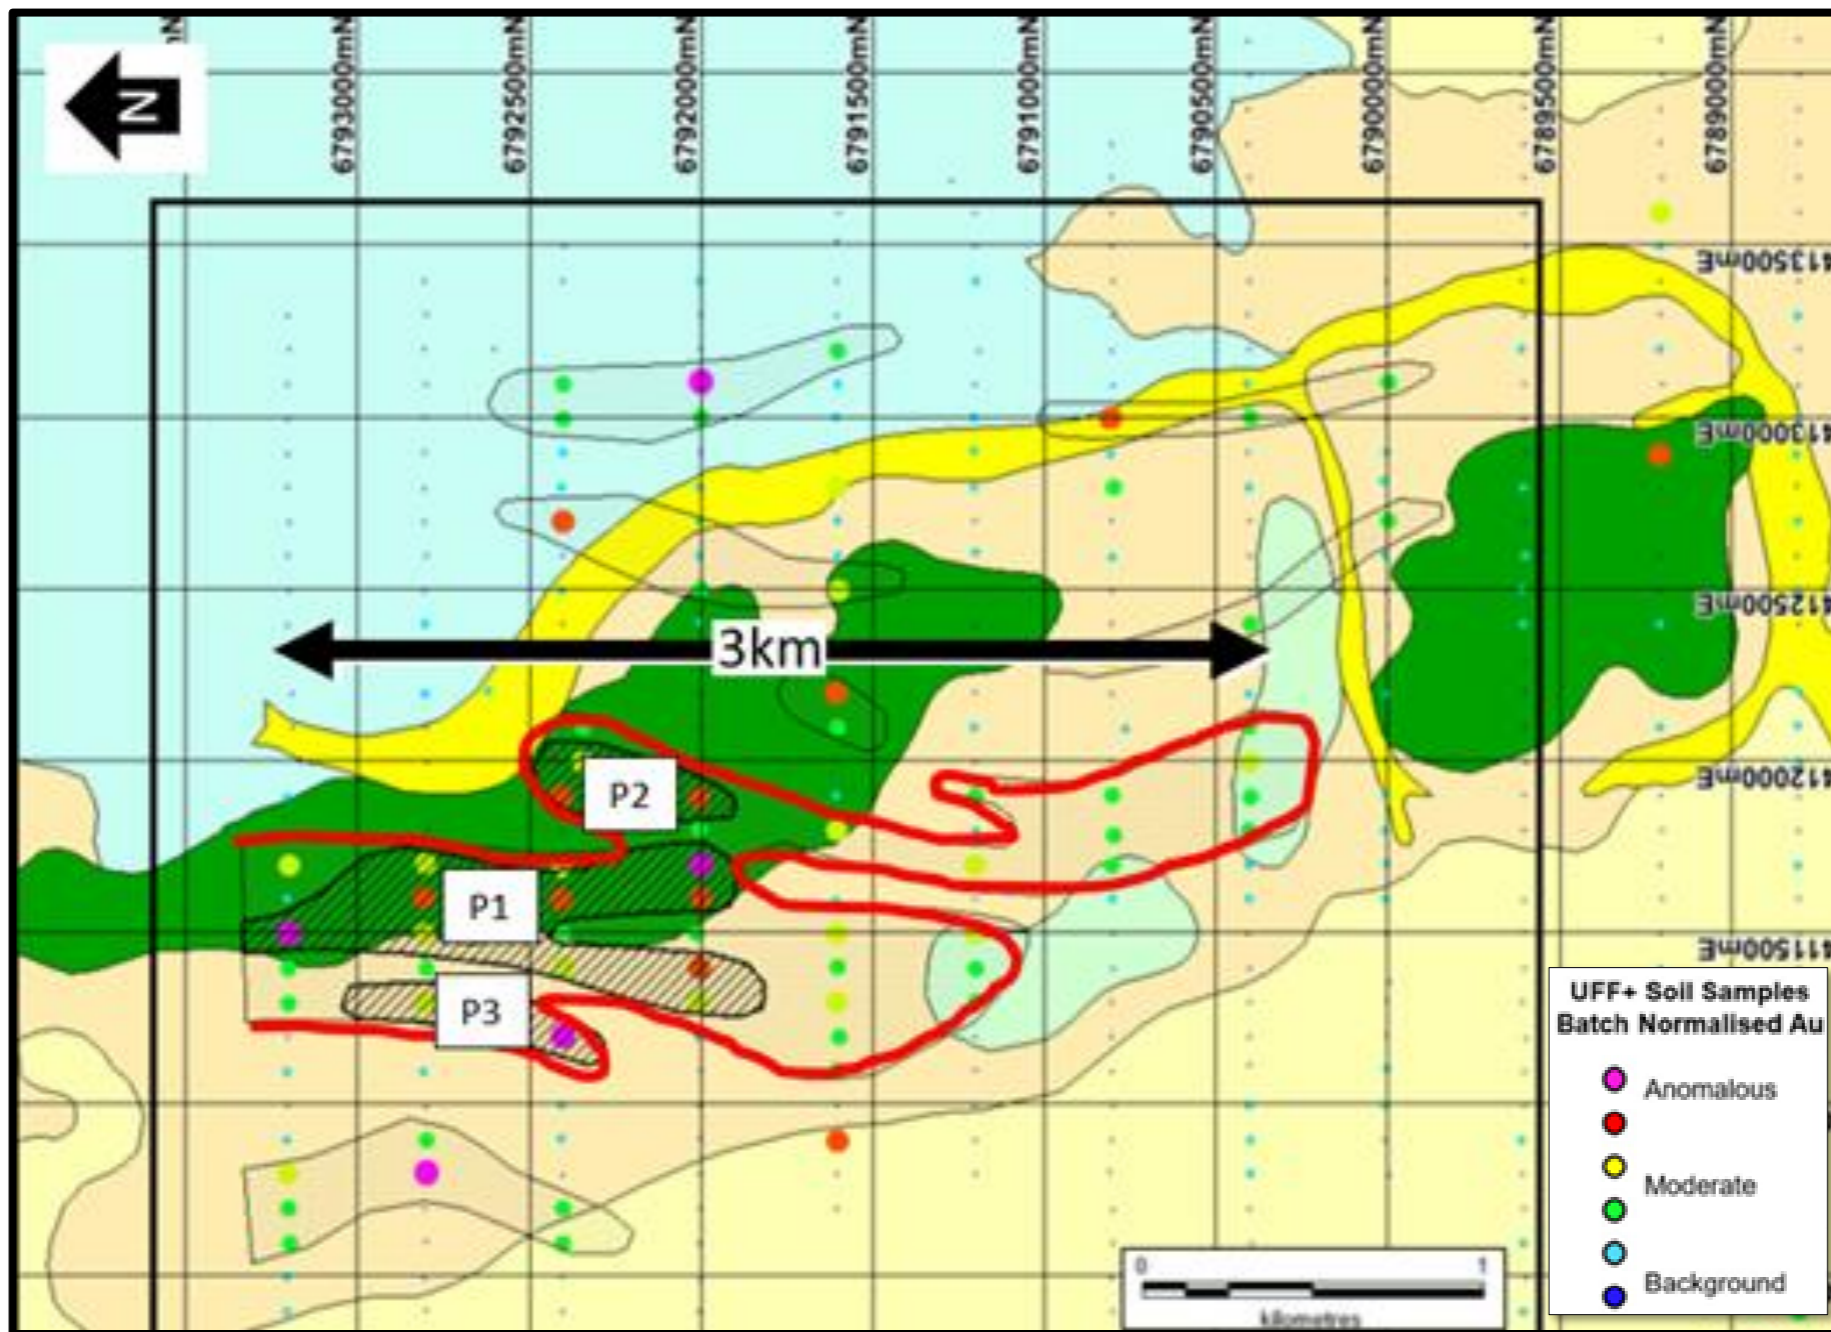 N
mN
6793000mN
6792500mN
6792000mN
6791500mN
6791000mN
6790500mN
6790000mN
6789500mN
6789000mN
413500mE
413000mE
412500mE
412000mE
411500mE
3km
P2
P1
P3
UFF+ Soil Samples
Batch Normalised Au
Anomalous
Moderate
Background
0 1
kilometres